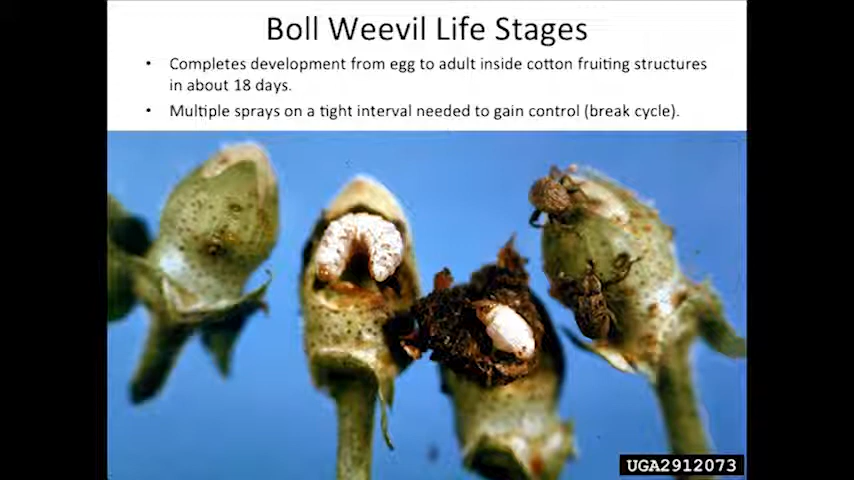 Boll Weevil Life Stages
• Completes development from egg to adult inside cotton fruiting structures
in about 18 days.
• Multiple sprays on a tight interval needed to gain control (break cycle).
UGA2912073